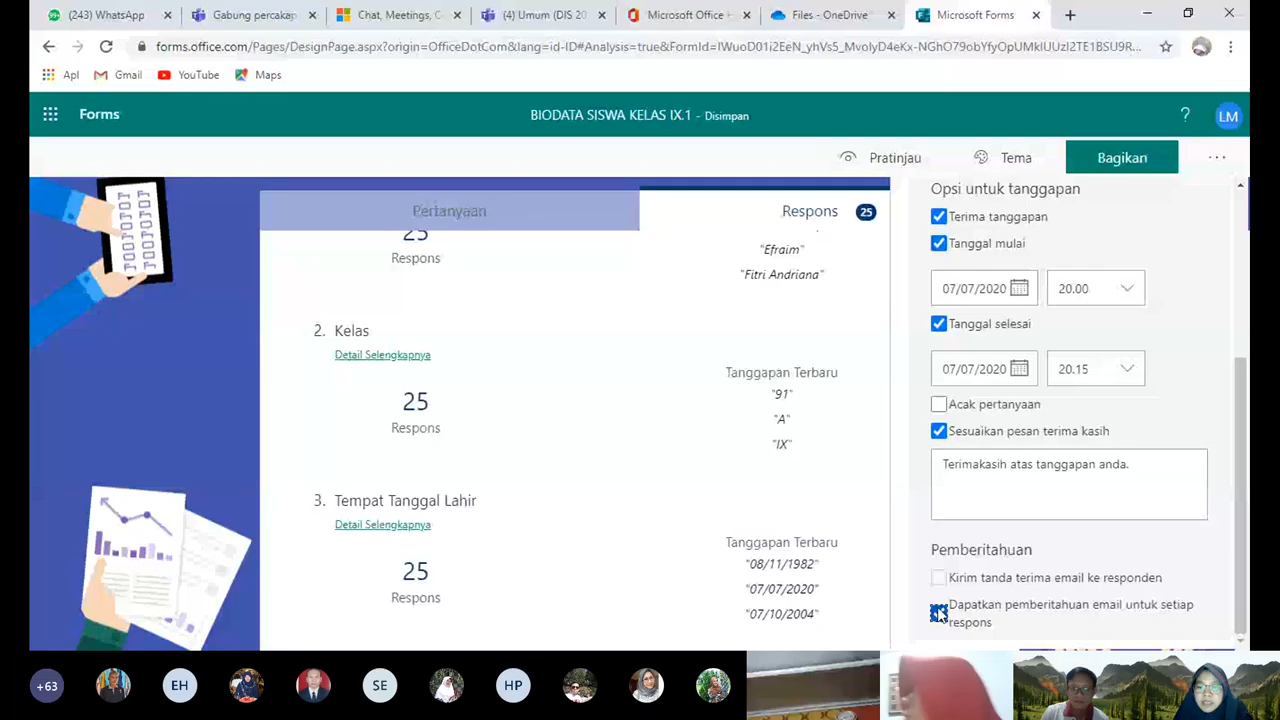 (243) WhatsApp
Gabung percakap
Chat, Meetings, C
(4) Umum (DIS 20
Microsoft Office
Files - OneDrive
Microsoft Forms
forms.office.com/Pages/DesignPage.aspx?origin=OfficeDotCom&lang=id-ID#Analysis=true&FormId=
Apl
Gmail
YouTube
Maps
Forms
BIODATA SISWA KELAS IX.1 - Disimpan
?
LM
Pratinjau
Tema
Bagikan
Pertanyaan
Respons 25
25
Respons
"Efraim"
"Fitri Andriana"
2. Kelas
Detail Selengkapnya
25
Respons
Tanggapan Terbaru
"91"
"A"
"IX"
3. Tempat Tanggal Lahir
Detail Selengkapnya
25
Respons
Tanggapan Terbaru
"08/11/1982"
"07/07/2020"
"07/10/2004"
Opsi untuk tanggapan
Terima tanggapan
Tanggal mulai
07/07/2020
20.00
Tanggal selesai
07/07/2020
20.15
Acak pertanyaan
Sesuaikan pesan terima kasih
Terimakasih atas tanggapan anda.
Pemberitahuan
Kirim tanda terima email ke responden
Dapatkan pemberitahuan email untuk setiap
respons
+63
EH
SE
HP